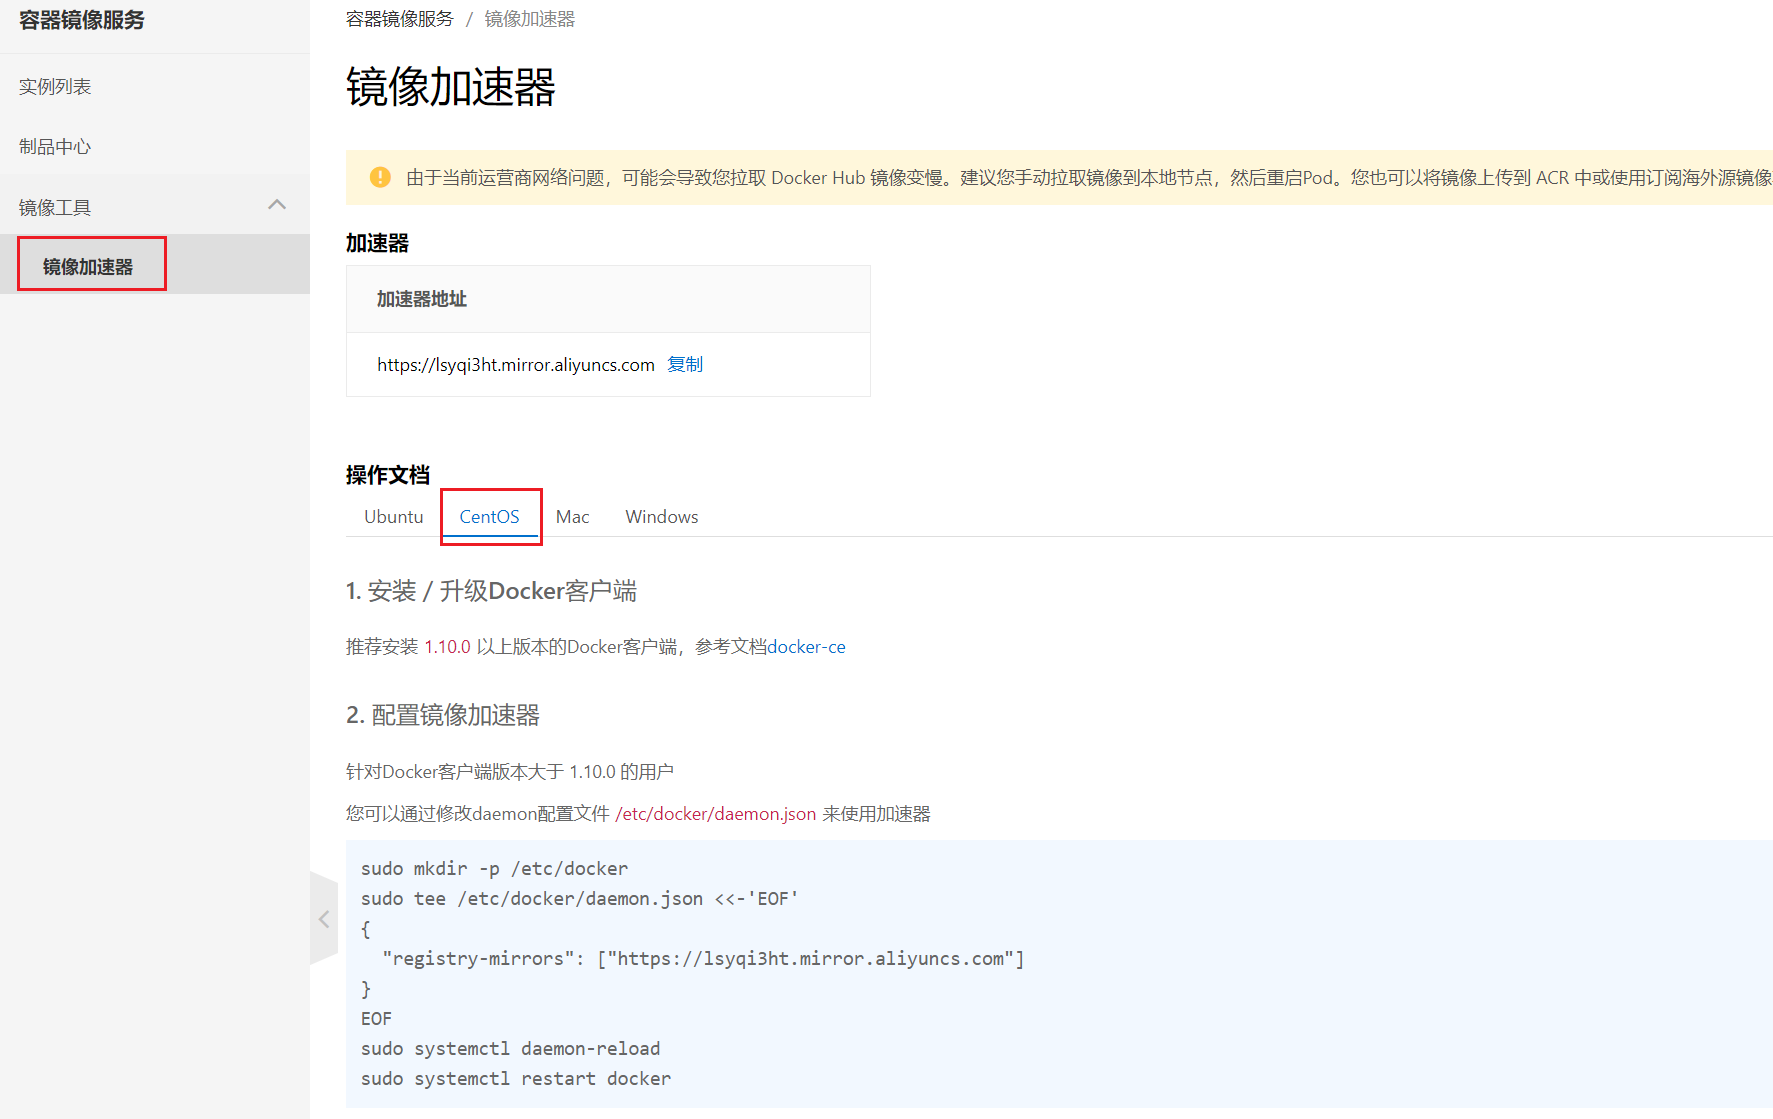 容器镜像服务
实例列表
制品中心
镜像工具
镜像加速器
容器镜像服务 / 镜像加速器
镜像加速器
由于当前运营商网络问题，可能会导致您拉取 Docker Hub 镜像变慢。建议您手动拉取镜像到本地节点，然后重启Pod。您也可以将镜像上传到 ACR 中或使用订阅海外源镜像
加速器
加速器地址
https://lsyqi3ht.mirror.aliyuncs.com 复制
操作文档
Ubuntu CentOS Mac Windows
1. 安装 / 升级Docker客户端
推荐安装 1.10.0 以上版本的Docker客户端，参考文档docker-ce
2. 配置镜像加速器
针对Docker客户端版本大于 1.10.0 的用户
您可以通过修改daemon配置文件 /etc/docker/daemon.json 来使用加速器
sudo mkdir -p /etc/docker
sudo tee /etc/docker/daemon.json <<-'EOF'
{
  "registry-mirrors": ["https://lsyqi3ht.mirror.aliyuncs.com"]
}
EOF
sudo systemctl daemon-reload
sudo systemctl restart docker